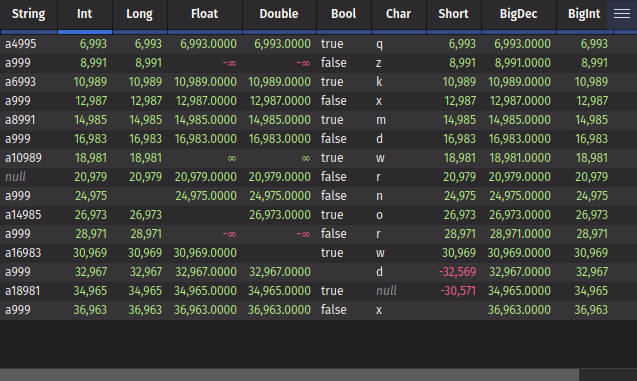 String Int Long Float Double Bool Char Short BigDec BigInt
a4995 6,993 6,993 6,993.0000 6,993.0000 true q 6,993 6,993.0000 6,993
a999 8,991 8,991 -∞ -∞ false z 8,991 8,991.0000 8,991
a6993 10,989 10,989 10,989.0000 10,989.0000 true k 10,989 10,989.0000 10,989
a999 12,987 12,987 12,987.0000 12,987.0000 false x 12,987 12,987.0000 12,987
a8991 14,985 14,985 14,985.0000 14,985.0000 true m 14,985 14,985.0000 14,985
a999 16,983 16,983 16,983.0000 16,983.0000 false d 16,983 16,983.0000 16,983
a10989 18,981 18,981 ∞ ∞ true w 18,981 18,981.0000 18,981
null 20,979 20,979 20,979.0000 20,979.0000 false r 20,979 20,979.0000 20,979
a999 24,975 24,975.0000 24,975.0000 false n 24,975 24,975.0000 24,975
a14985 26,973 26,973 26,973.0000 true o 26,973 26,973.0000 26,973
a999 28,971 28,971 -∞ -∞ false r 28,971 28,971.0000 28,971
a16983 30,969 30,969 30,969.0000 true w 30,969 30,969.0000 30,969
a999 32,967 32,967 32,967.0000 32,967.0000 d -32,569 32,967.0000 32,967
a18981 34,965 34,965 34,965.0000 34,965.0000 true null -30,571 34,965.0000 34,965
a999 36,963 36,963 36,963.0000 36,963.0000 false x 36,963.0000 36,963